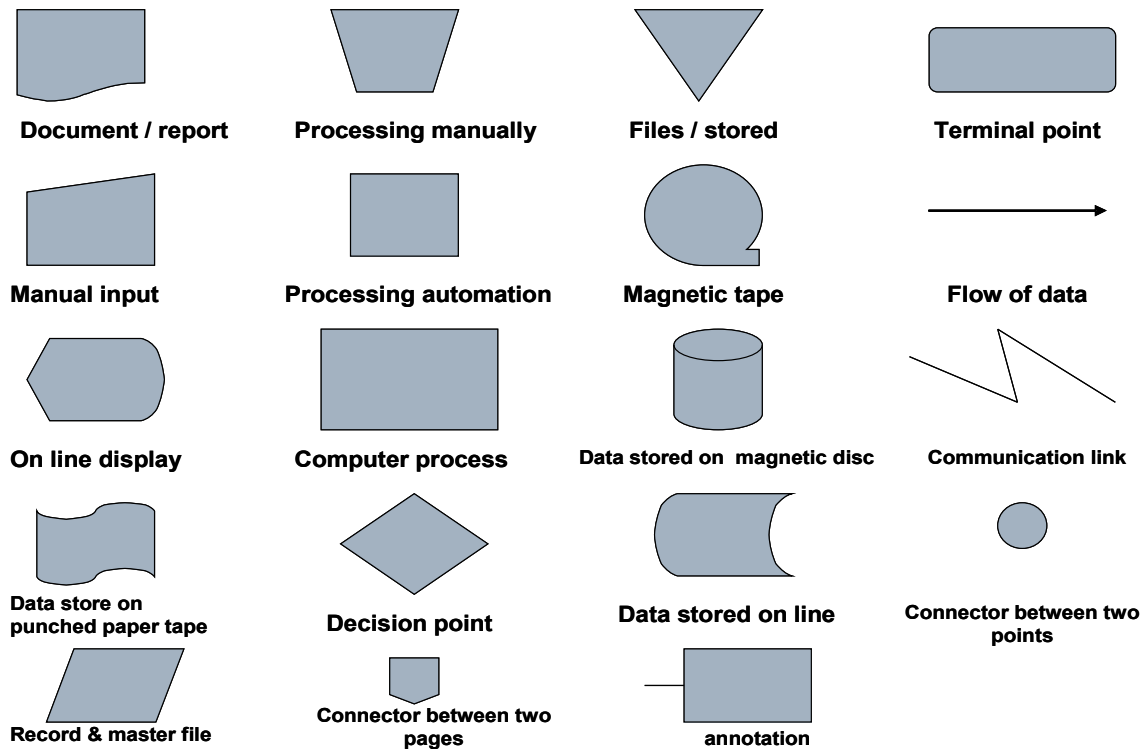 Document / report
Processing manually
Files / stored
Terminal point
Manual input
Processing automation
Magnetic tape
Flow of data
On line display
Computer process
Data stored on magnetic disc
Communication link
Data store on
punched paper tape
Decision point
Data stored on line
Connector between two
points
Record & master file
Connector between two
pages
annotation